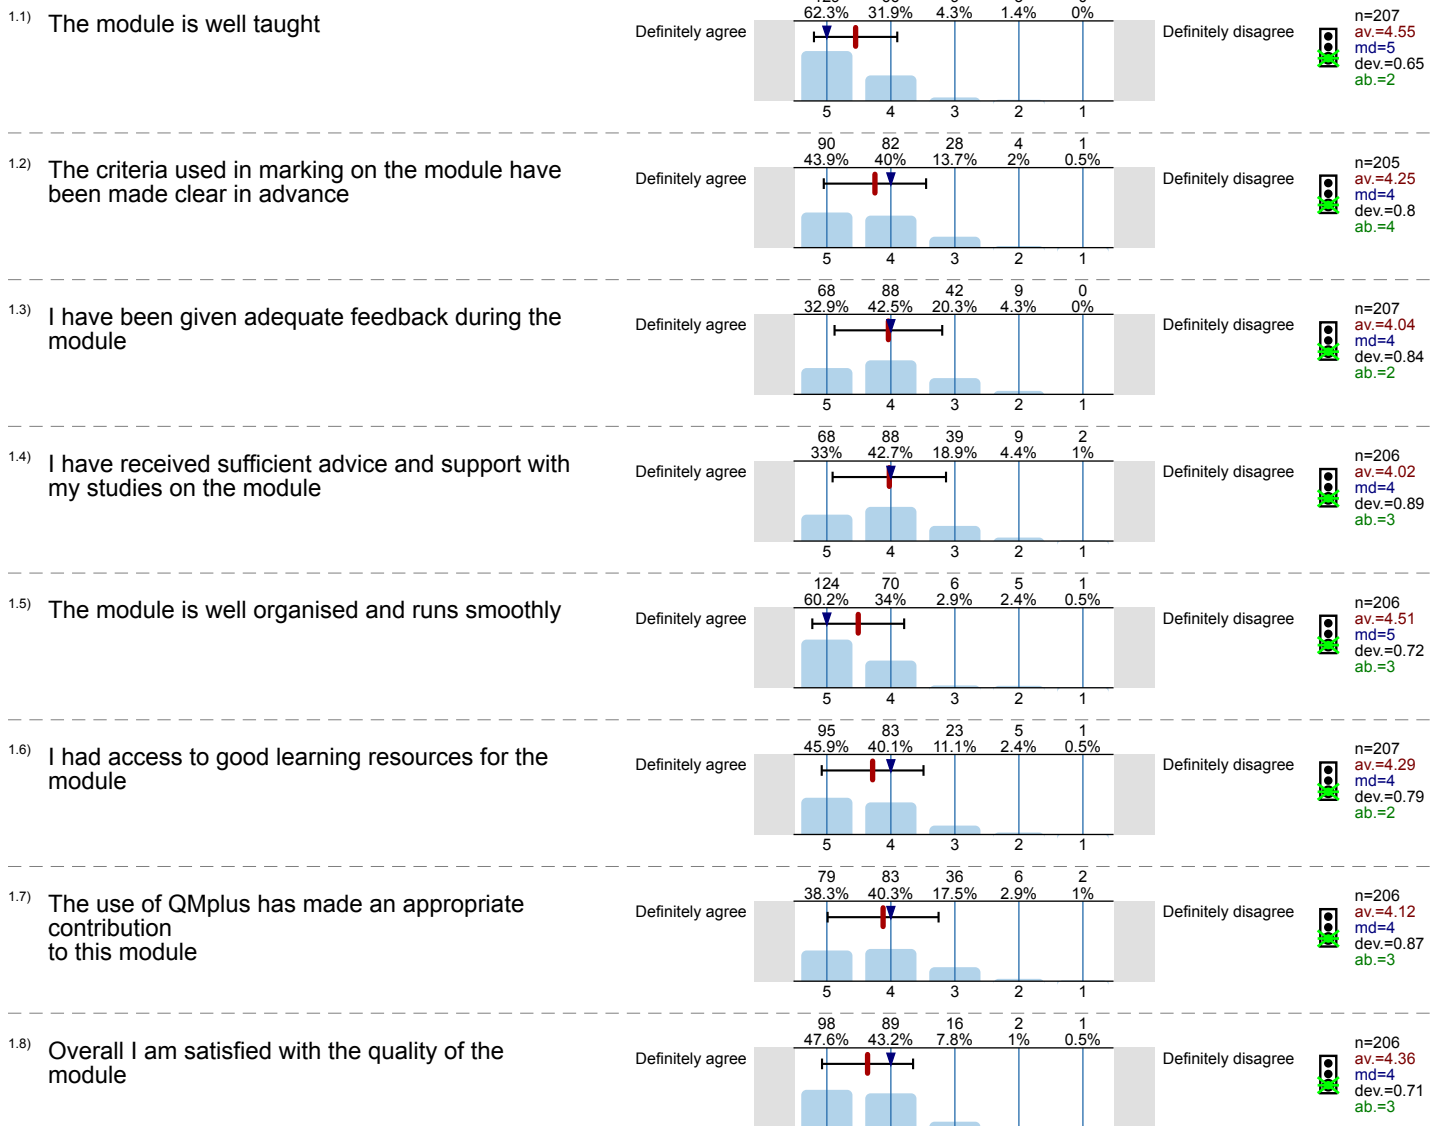 1.1) The module is well taught
Definitely agree
62.3% 31.9% 4.3% 1.4% 0%
5 4 3 2 1
Definitely disagree
n=207
av.=4.55
md=5
dev.=0.65
ab.=2
1.2) The criteria used in marking on the module have
been made clear in advance
Definitely agree
90 82 28 4 1
43.9% 40% 13.7% 2% 0.5%
5 4 3 2 1
Definitely disagree
n=205
av.=4.25
md=4
dev.=0.8
ab.=4
1.3) I have been given adequate feedback during the
module
Definitely agree
68 88 42 9 0
32.9% 42.5% 20.3% 4.3% 0%
5 4 3 2 1
Definitely disagree
n=207
av.=4.04
md=4
dev.=0.84
ab.=2
1.4) I have received sufficient advice and support with
my studies on the module
Definitely agree
68 88 39 9 2
33% 42.7% 18.9% 4.4% 1%
5 4 3 2 1
Definitely disagree
n=206
av.=4.02
md=4
dev.=0.89
ab.=3
1.5) The module is well organised and runs smoothly
Definitely agree
124 70 6 5 1
60.2% 34% 2.9% 2.4% 0.5%
5 4 3 2 1
Definitely disagree
n=206
av.=4.51
md=5
dev.=0.72
ab.=3
1.6) I had access to good learning resources for the
module
Definitely agree
95 83 23 5 1
45.9% 40.1% 11.1% 2.4% 0.5%
5 4 3 2 1
Definitely disagree
n=207
av.=4.29
md=4
dev.=0.79
ab.=2
1.7) The use of QMplus has made an appropriate
contribution
to this module
Definitely agree
79 83 36 6 2
38.3% 40.3% 17.5% 2.9% 1%
5 4 3 2 1
Definitely disagree
n=206
av.=4.12
md=4
dev.=0.87
ab.=3
1.8) Overall I am satisfied with the quality of the
module
Definitely agree
98 89 16 2 1
47.6% 43.2% 7.8% 1% 0.5%
Definitely disagree
n=206
av.=4.36
md=4
dev.=0.71
ab.=3